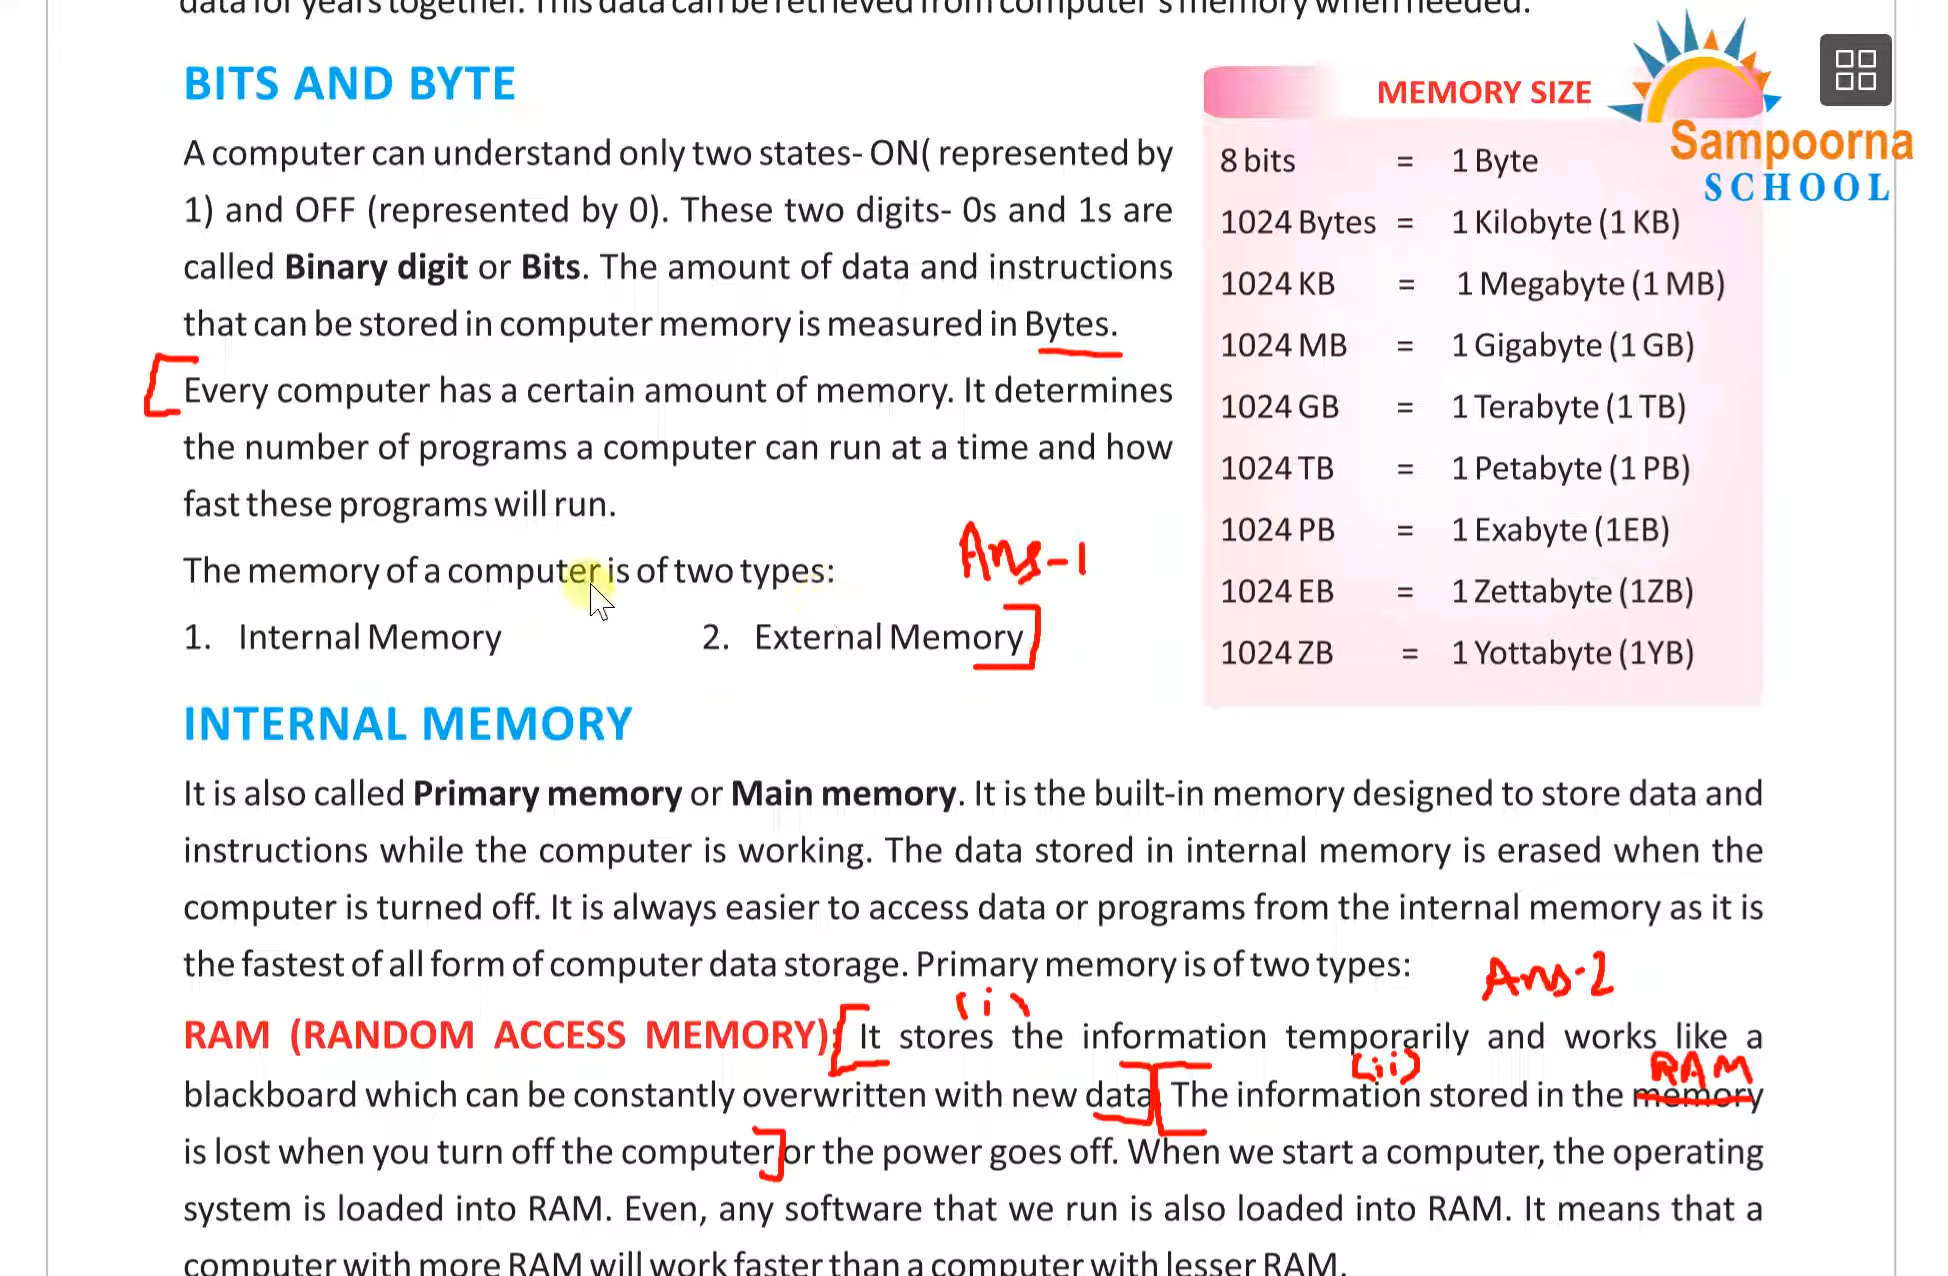 data for years together. This data can be retrieved from computer's memory when needed.
BITS AND BYTE
A computer can understand only two states- ON( represented by
1) and OFF (represented by 0). These two digits- 0s and 1s are
called Binary digit or Bits. The amount of data and instructions
that can be stored in computer memory is measured in Bytes.
Every computer has a certain amount of memory. It determines
the number of programs a computer can run at a time and how
fast these programs will run.
Ans-1
The memory of a computer is of two types:
1. Internal Memory 2. External Memory
MEMORY SIZE
Sampoorna
SCHOOL
8 bits = 1 Byte
1024 Bytes = 1 Kilobyte (1 KB)
1024 KB = 1 Megabyte (1 MB)
1024 MB = 1 Gigabyte (1 GB)
1024 GB = 1 Terabyte (1 TB)
1024 TB = 1 Petabyte (1 PB)
1024 PB = 1 Exabyte (1EB)
1024 EB = 1 Zettabyte (1ZB)
1024 ZB = 1 Yottabyte (1YB)
INTERNAL MEMORY
It is also called Primary memory or Main memory. It is the built-in memory designed to store data and
instructions while the computer is working. The data stored in internal memory is erased when the
computer is turned off. It is always easier to access data or programs from the internal memory as it is
the fastest of all form of computer data storage. Primary memory is of two types:
Ans-2
(i)
RAM (RANDOM ACCESS MEMORY): It stores the information temporarily and works like a
(ii) RAM
blackboard which can be constantly overwritten with new data. The information stored in the memory
is lost when you turn off the computer or the power goes off. When we start a computer, the operating
system is loaded into RAM. Even, any software that we run is also loaded into RAM. It means that a
computer with more RAM will work faster than a computer with lesser RAM.